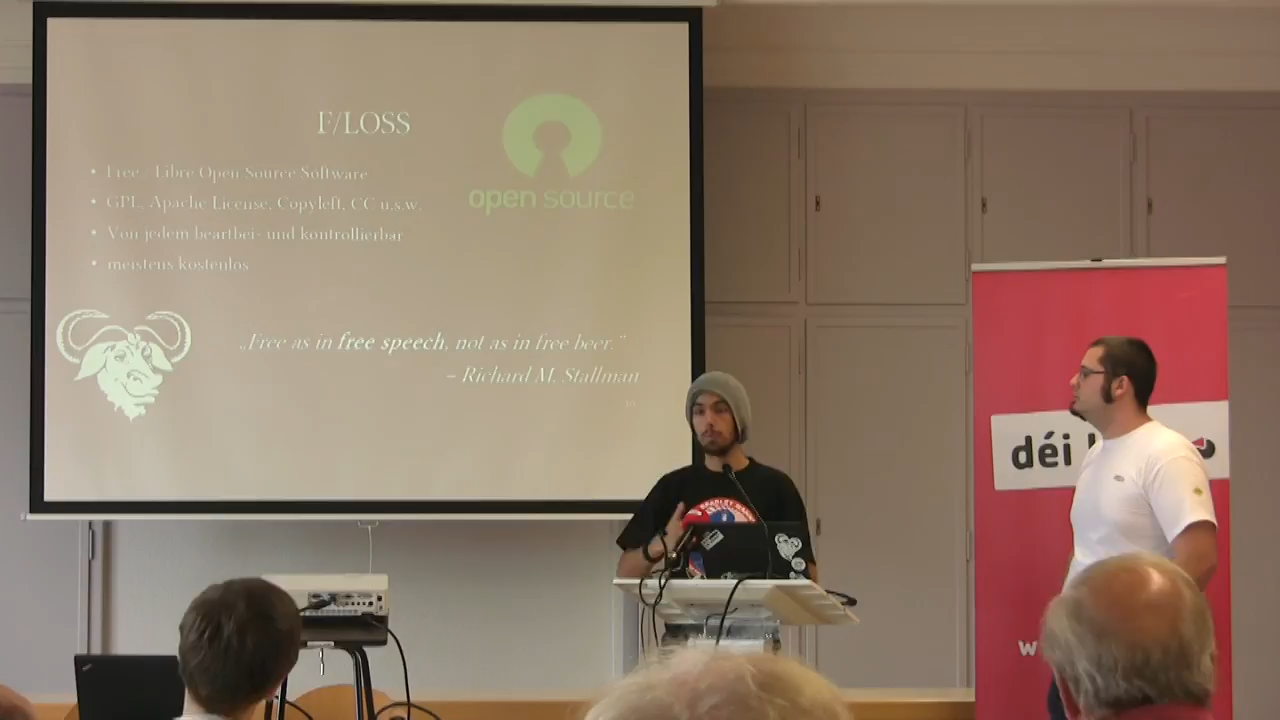 F/LOSS
• Free / Libre Open Source Software
• GPL, Apache License, Copyleft, CC u.s.w.
• Von jedem beartbei- und kontrollierbar
• meistens kostenlos
open source
„Free as in free speech, not as in free beer.“
– Richard M. Stallman
déi
w